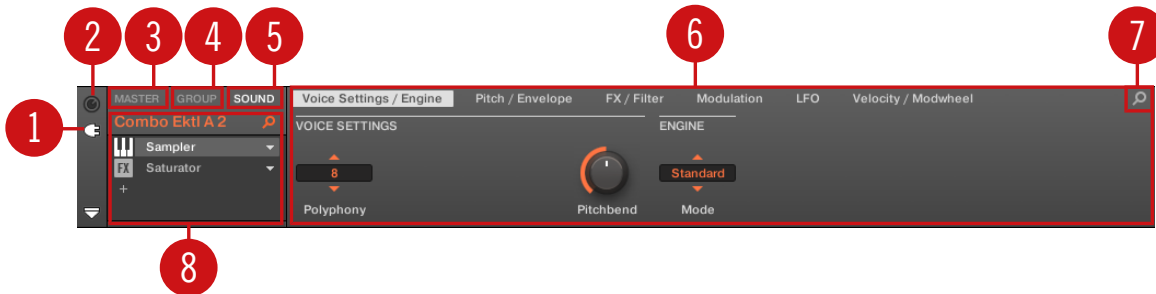 2 3 4 5 6 7
MASTER GROUP SOUND Voice Settings / Engine Pitch / Envelope FX / Filter Modulation LFO Velocity / Modwheel
1 Combo Ektl A 2 VOICE SETTINGS ENGINE
Sampler
FX Saturator 8 Standard
+
Polyphony Pitchbend Mode
8